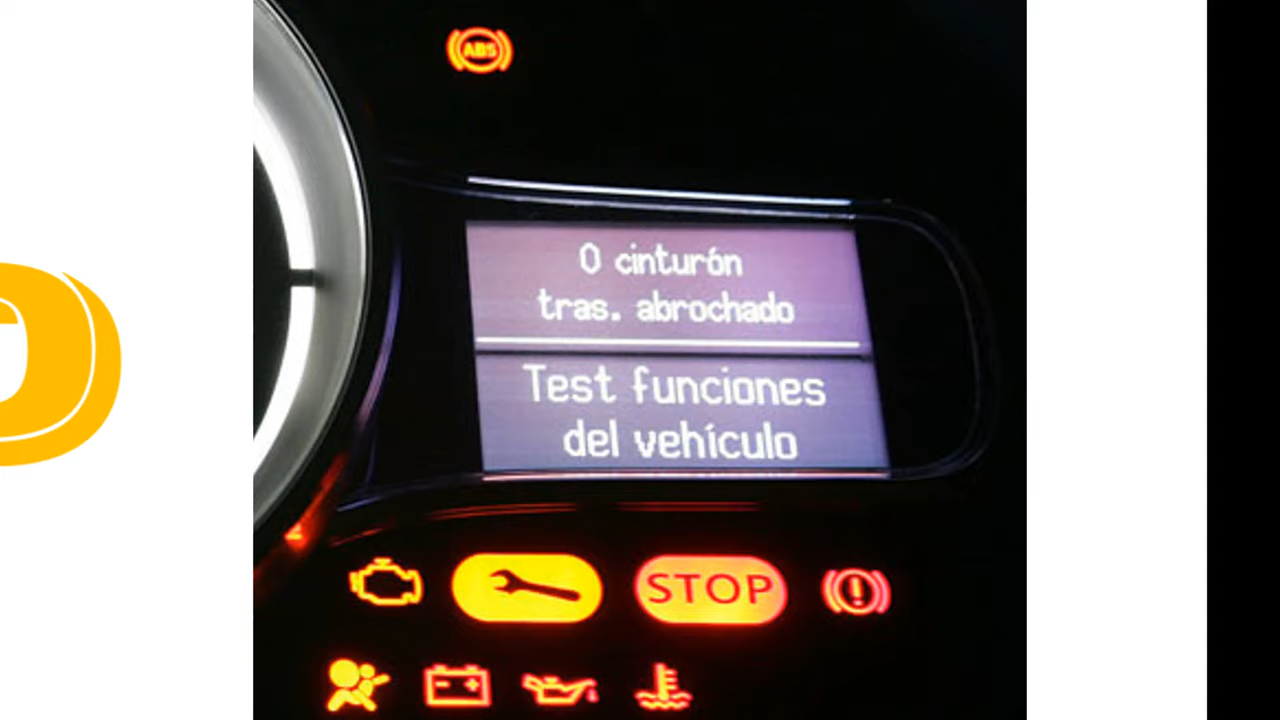 ABS
0 cinturón
tras. abrochado
Test funciones
del vehículo
STOP